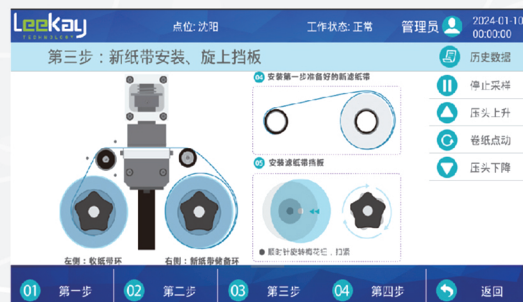 Leekay
TECHNOLOGY
点位:沈阳
工作状态:正常
管理员
2024-01-10
00:00:00
第三步:新纸带安装、旋上挡板
历史数据
04 安装第一步准备好的新滤纸带
停止采样
压头上升
卷纸点动
压头下降
05 安装滤纸带挡板
顺时针旋转梅花钮,扣紧
左侧:收纸带环
右侧:新纸带储备环
01 第一步
02 第二步
03 第三步
04 第四步
返回